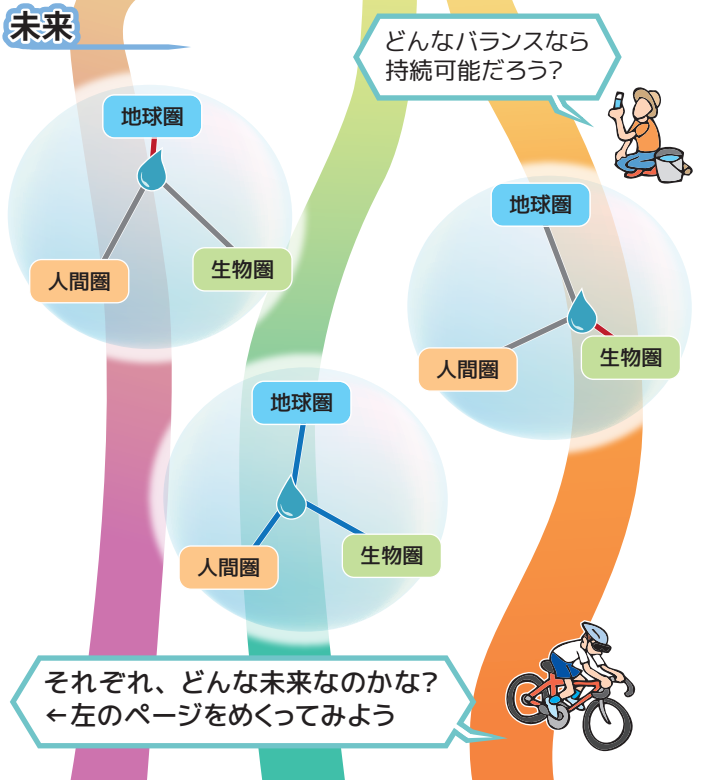 未来
どんなバランスなら
持続可能だろう?
地球圏
人間圏
生物圏
地球圏
人間圏
生物圏
地球圏
人間圏
生物圏
それぞれ、どんな未来なのかな?
←左のページをめくってみよう